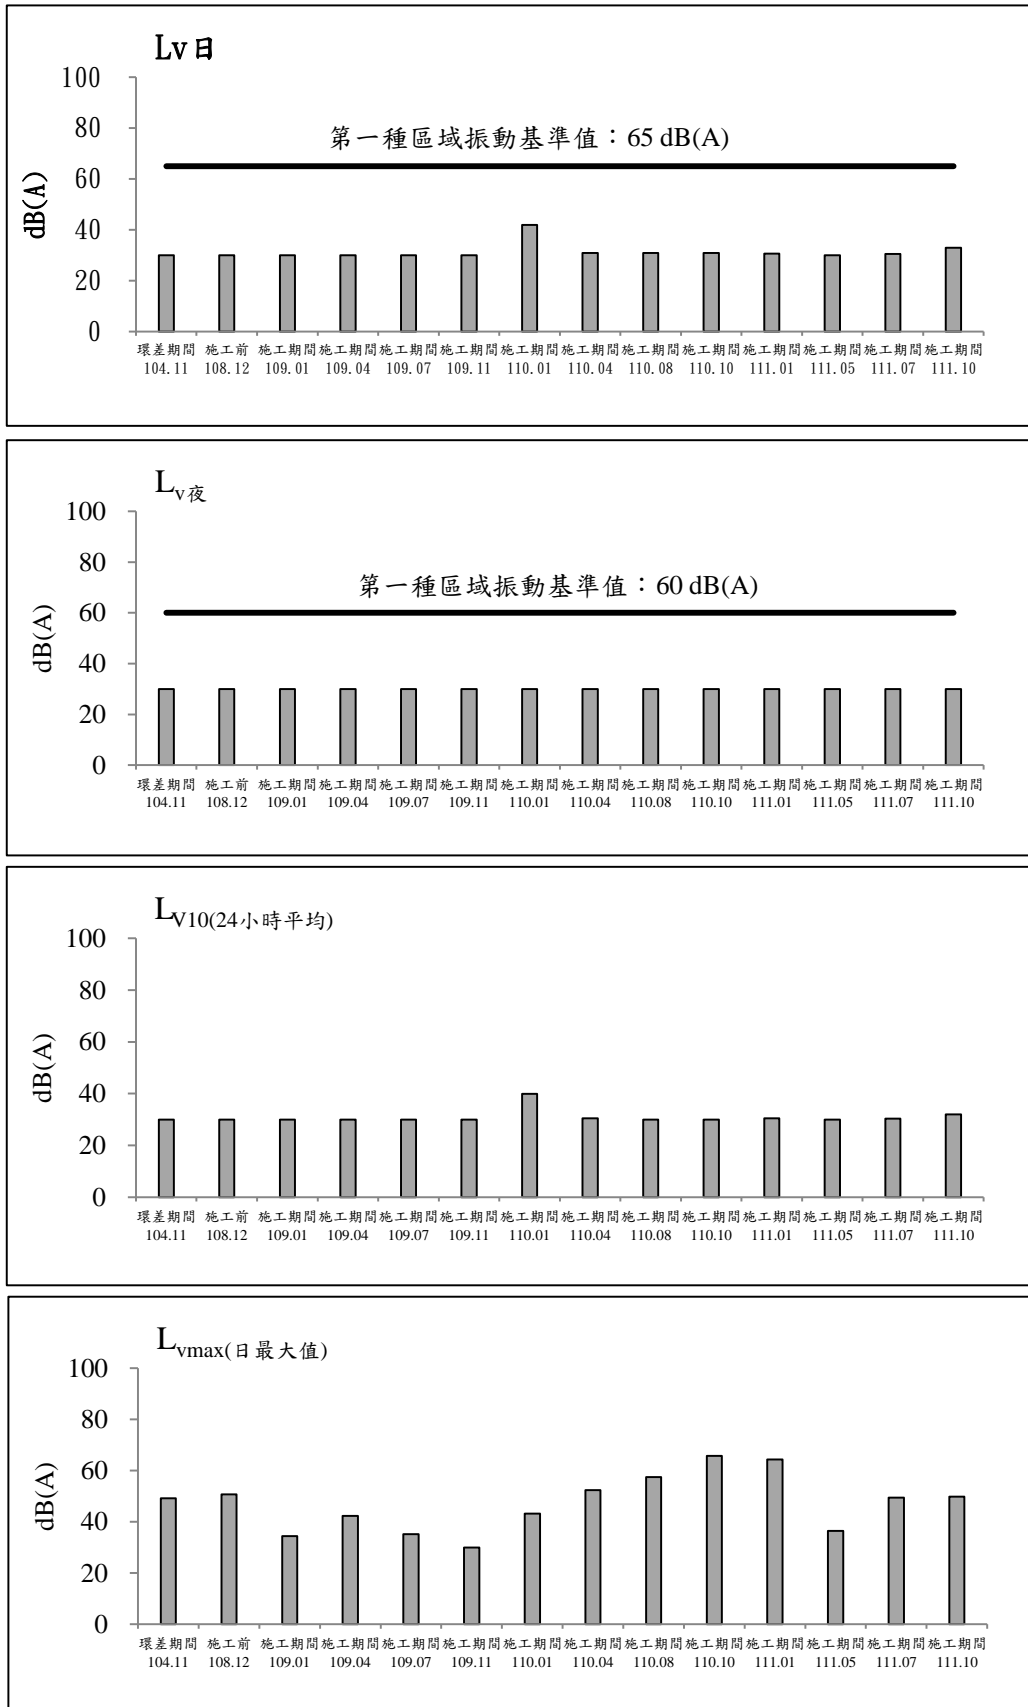 Lv日
100
80
第一種區域振動基準值：65 dB(A)
60
dB(A)
40
20
0
環差期間 施工前 施工期間 施工期間 施工期間 施工期間 施工期間 施工期間 施工期間 施工期間 施工期間 施工期間 施工期間 施工期間
104.11 108.12 109.01 109.04 109.07 109.11 110.01 110.04 110.08 110.10 111.01 111.05 111.07 111.10
Lv夜
100
80
第一種區域振動基準值：60 dB(A)
60
dB(A)
40
20
0
環差期間 施工前 施工期間 施工期間 施工期間 施工期間 施工期間 施工期間 施工期間 施工期間 施工期間 施工期間 施工期間 施工期間
104.11 108.12 109.01 109.04 109.07 109.11 110.01 110.04 110.08 110.10 111.01 111.05 111.07 111.10
LV10(24小時平均)
100
80
60
dB(A)
40
20
0
環差期間 施工前 施工期間 施工期間 施工期間 施工期間 施工期間 施工期間 施工期間 施工期間 施工期間 施工期間 施工期間 施工期間
104.11 108.12 109.01 109.04 109.07 109.11 110.01 110.04 110.08 110.10 111.01 111.05 111.07 111.10
Lvmax(日最大值)
100
80
60
dB(A)
40
20
0
環差期間 施工前 施工期間 施工期間 施工期間 施工期間 施工期間 施工期間 施工期間 施工期間 施工期間 施工期間 施工期間 施工期間
104.11 108.12 109.01 109.04 109.07 109.11 110.01 110.04 110.08 110.10 111.01 111.05 111.07 111.10